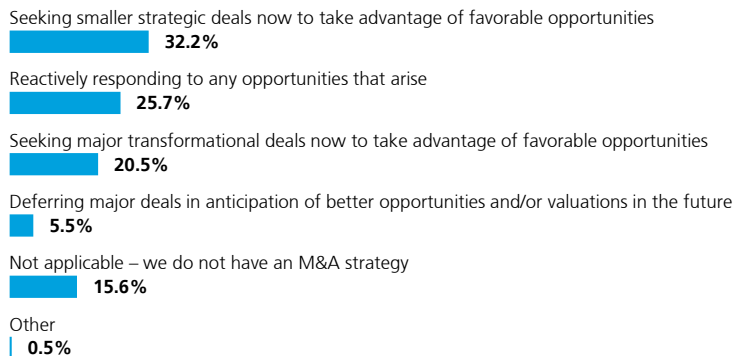 Seeking smaller strategic deals now to take advantage of favorable opportunities
32.2%
Reactively responding to any opportunities that arise
25.7%
Seeking major transformational deals now to take advantage of favorable opportunities
20.5%
Deferring major deals in anticipation of better opportunities and/or valuations in the future
5.5%
Not applicable – we do not have an M&A strategy
15.6%
Other
0.5%